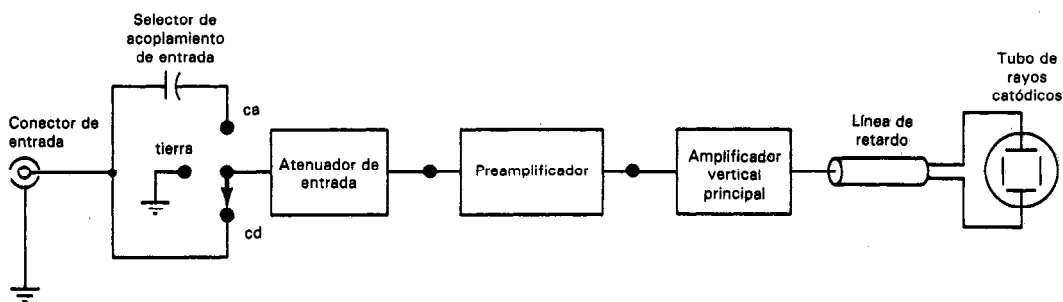 Selector de
acoplamiento
de entrada
Conector de
entrada
tierra
ca
cd
Atenuador de
entrada
Preamplificador
Amplificador
vertical
principal
Línea de
retardo
Tubo de
rayos
catódicos